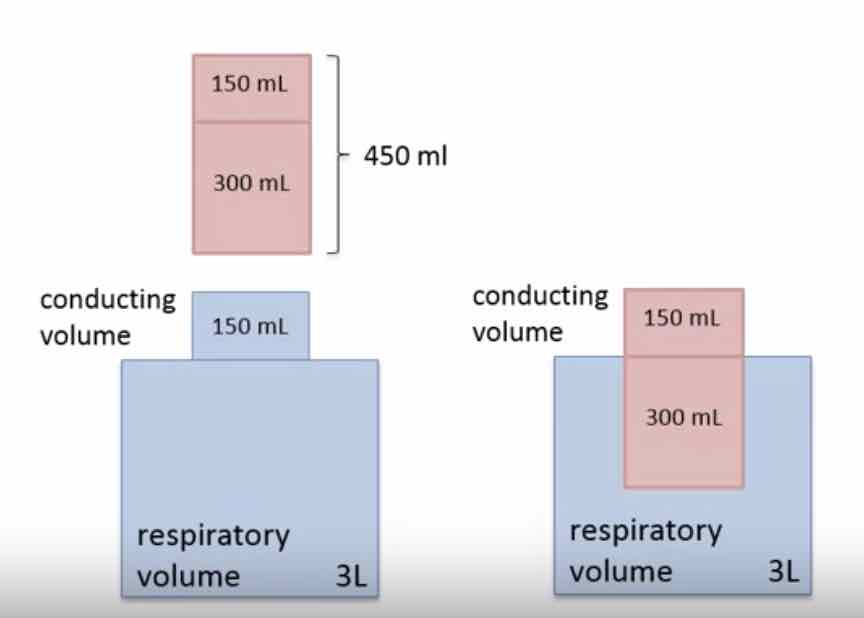 150 mL
300 mL
450 ml
conducting
volume
150 mL
respiratory
volume
3L
conducting
volume
150 mL
300 mL
respiratory
volume
3L